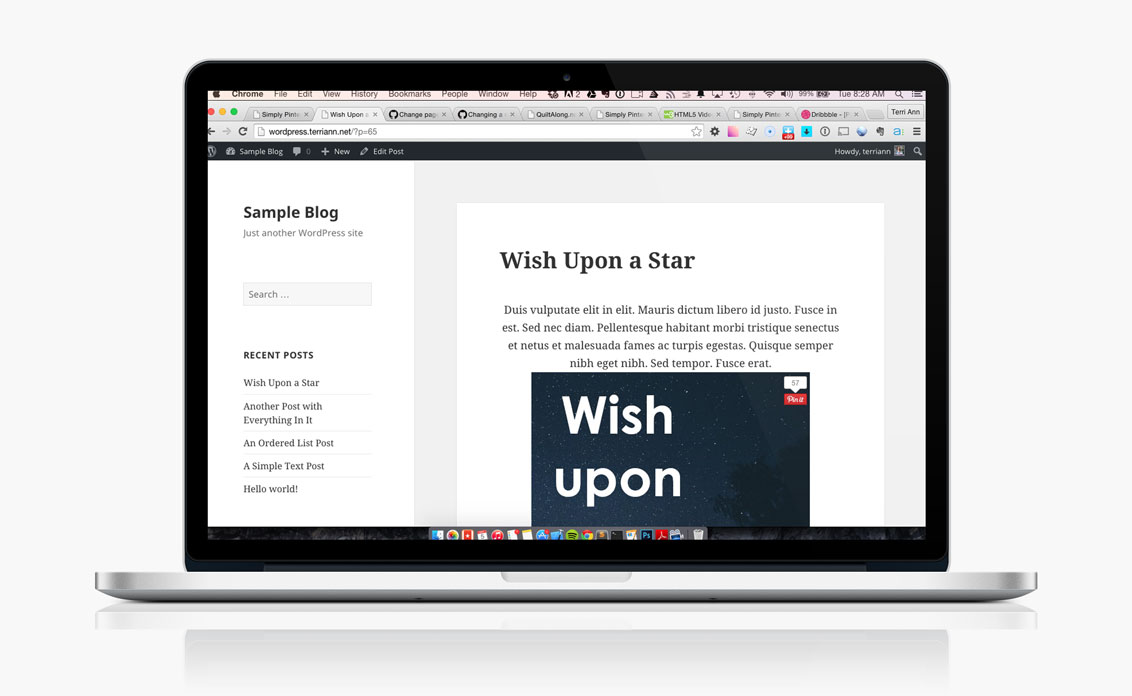 Chrome File Edit View History Bookmarks People Window Help 2 99% Tue 8:28 AM
Simply Pinte Wish Upon a Change pag Changing a QuiltAlong.n Simply Pinte HTML5 Vide Simply Pinte Dribbble - [P Terri Ann
wordpress.terriann.net/?p=65
Sample Blog 0 New Edit Post Howdy, terriann
Sample Blog
Just another WordPress site
Search …
RECENT POSTS
Wish Upon a Star
Another Post with
Everything In It
An Ordered List Post
A Simple Text Post
Hello world!
Wish Upon a Star
Duis vulputate elit in elit. Mauris dictum libero id justo. Fusce in
est. Sed nec diam. Pellentesque habitant morbi tristique senectus
et netus et malesuada fames ac turpis egestas. Quisque semper
nibh eget nibh. Sed tempor. Fusce erat.
57
Pin it
Wish
upon
Ps